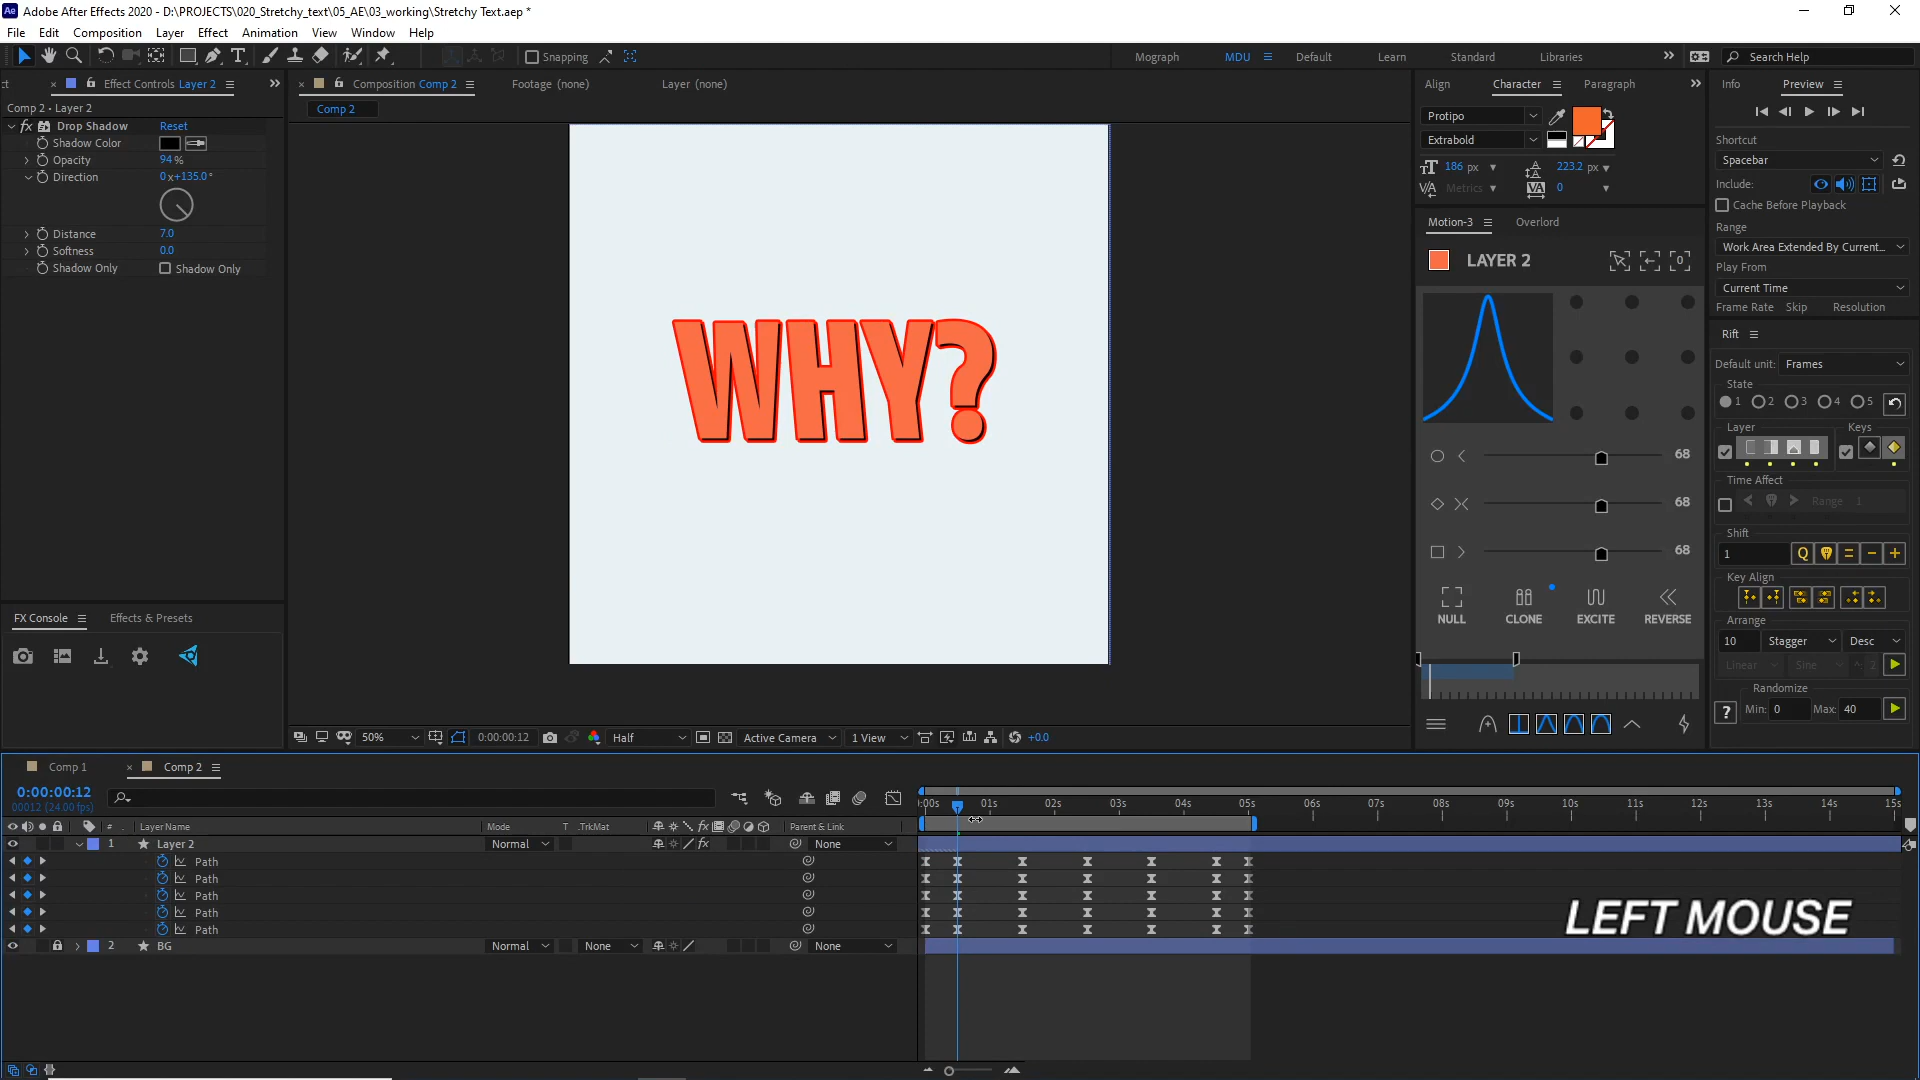 Adobe After Effects 2020 - D:\PROJECTS\020_Stretchy_text\05_AE\03_working\Stretchy Text.aep *
File Edit Composition Layer Effect Animation View Window Help
Snapping Mograph MDU Default Learn Standard Libraries Search Help
Effect Controls Layer 2
Composition Comp 2 Footage (none) Layer (none)
Align Character Paragraph
Info Preview
Comp 2 • Layer 2
Comp 2
fx Drop Shadow Reset
Shadow Color
Opacity 94 %
Direction 0 x+135.0 °
Distance 7.0
Softness 0.0
Shadow Only Shadow Only
WHY?
Protipo
Extrabold
186 px 223.2 px
Metrics 0
Motion-3 Overlord
LAYER 2
68
68
68
NULL CLONE EXCITE REVERSE
Shortcut
Spacebar
Include:
Cache Before Playback
Range
Work Area Extended By Current...
Play From
Current Time
Frame Rate Skip Resolution
Rift
Default unit: Frames
State
1 2 3 4 5
Layer Keys
Time Affect
Range 1
Shift
1 Q
Key Align
Arrange
10 Stagger Desc
Linear Sine 2
Randomize
? Min: 0 Max: 40
FX Console Effects & Presets
50% 0:00:00:12 Half Active Camera 1 View +0.0
Comp 1 Comp 2
0:00:00:12
00012 (24.00 fps)
:00s 01s 02s 03s 04s 05s 06s 07s 08s 09s 10s 11s 12s 13s 14s 15s
# Layer Name Mode T .TrkMat fx Parent & Link
1 Layer 2 Normal fx None
Path
Path
Path
Path
Path
2 BG Normal None None
LEFT MOUSE